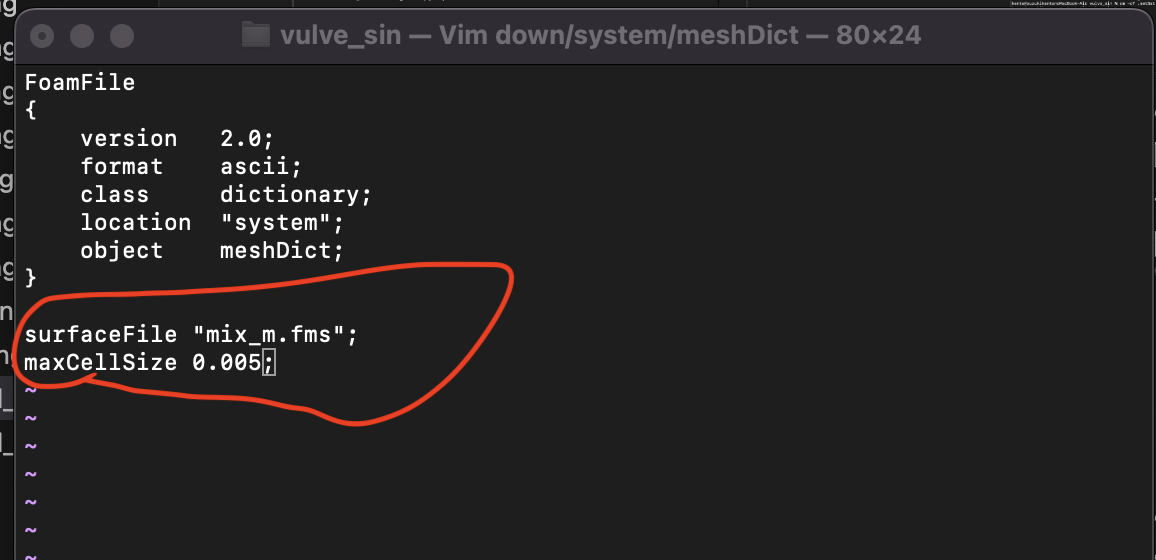 vulve_sin — Vim down/system/meshDict — 80×24
FoamFile
{
    version   2.0;
    format    ascii;
    class     dictionary;
    location  "system";
    object    meshDict;
}
surfaceFile "mix_m.fms";
maxCellSize 0.005;
~
~
~
~
~
~
~